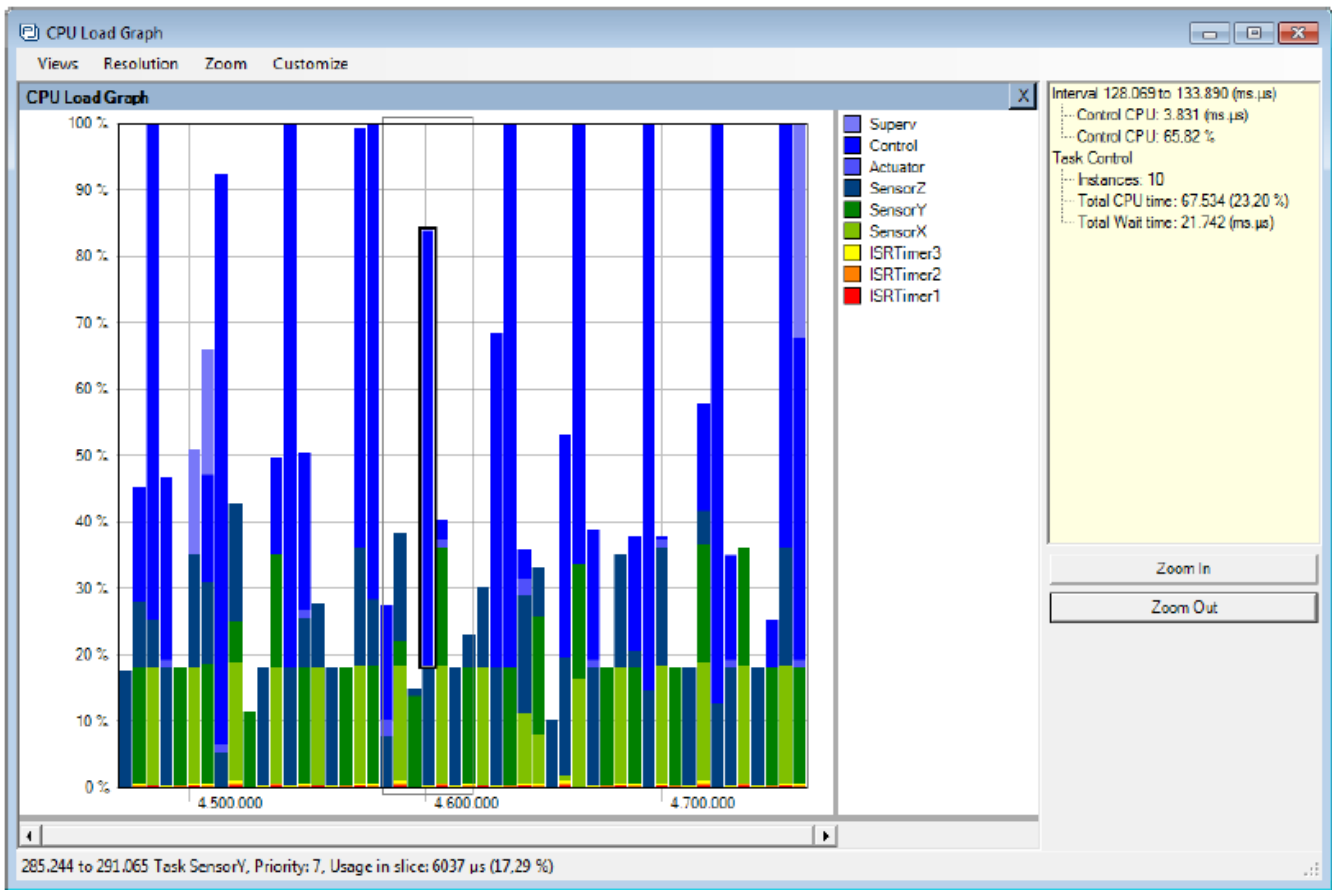 CPU Load Graph
Views Resolution Zoom Customize
CPU Load Graph
X
100 %
90 %
80 %
70 %
60 %
50 %
40 %
30 %
20 %
10 %
0 %
4.500.000 4.600.000 4.700.000
Superv
Control
Actuator
SensorZ
SensorY
SensorX
ISRTimer3
ISRTimer2
ISRTimer1
Interval 128.069 to 133.890 (ms.µs)
Control CPU: 3.831 (ms.µs)
Control CPU: 65,82 %
Task Control
Instances: 10
Total CPU time: 67.534 (23,20 %)
Total Wait time: 21.742 (ms.µs)
Zoom In
Zoom Out
285.244 to 291.065 Task SensorY, Priority: 7, Usage in slice: 6037 µs (17,29 %)